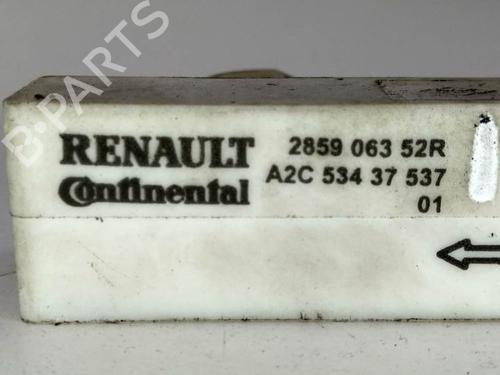 B-PARTS
RENAULT 2859 063 52R
Continental A2C 534 37 537
01